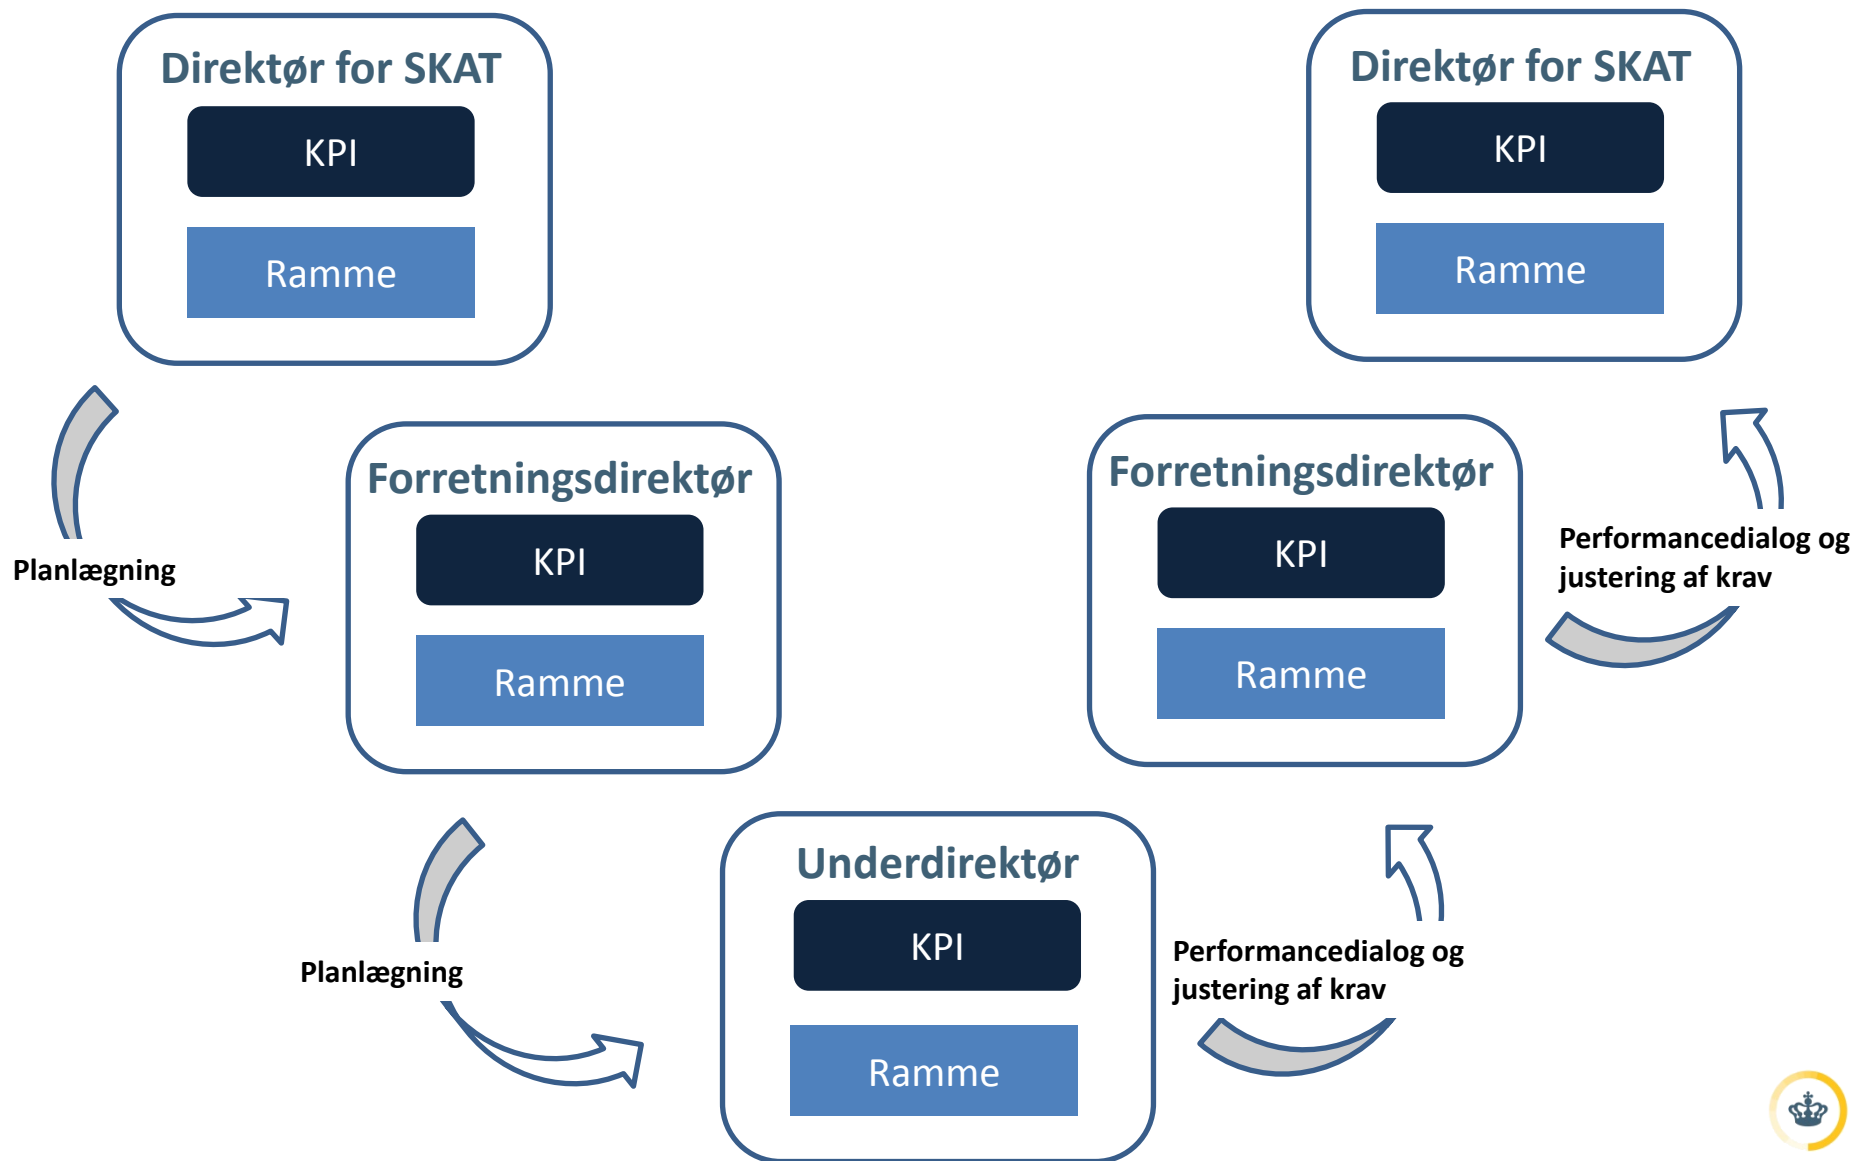 Direktør for SKAT
KPI
Ramme
Direktør for SKAT
KPI
Ramme
Planlægning
Forretningsdirektør
KPI
Ramme
Forretningsdirektør
KPI
Ramme
Performancedialog og
justering af krav
Planlægning
Underdirektør
KPI
Ramme
Performancedialog og
justering af krav